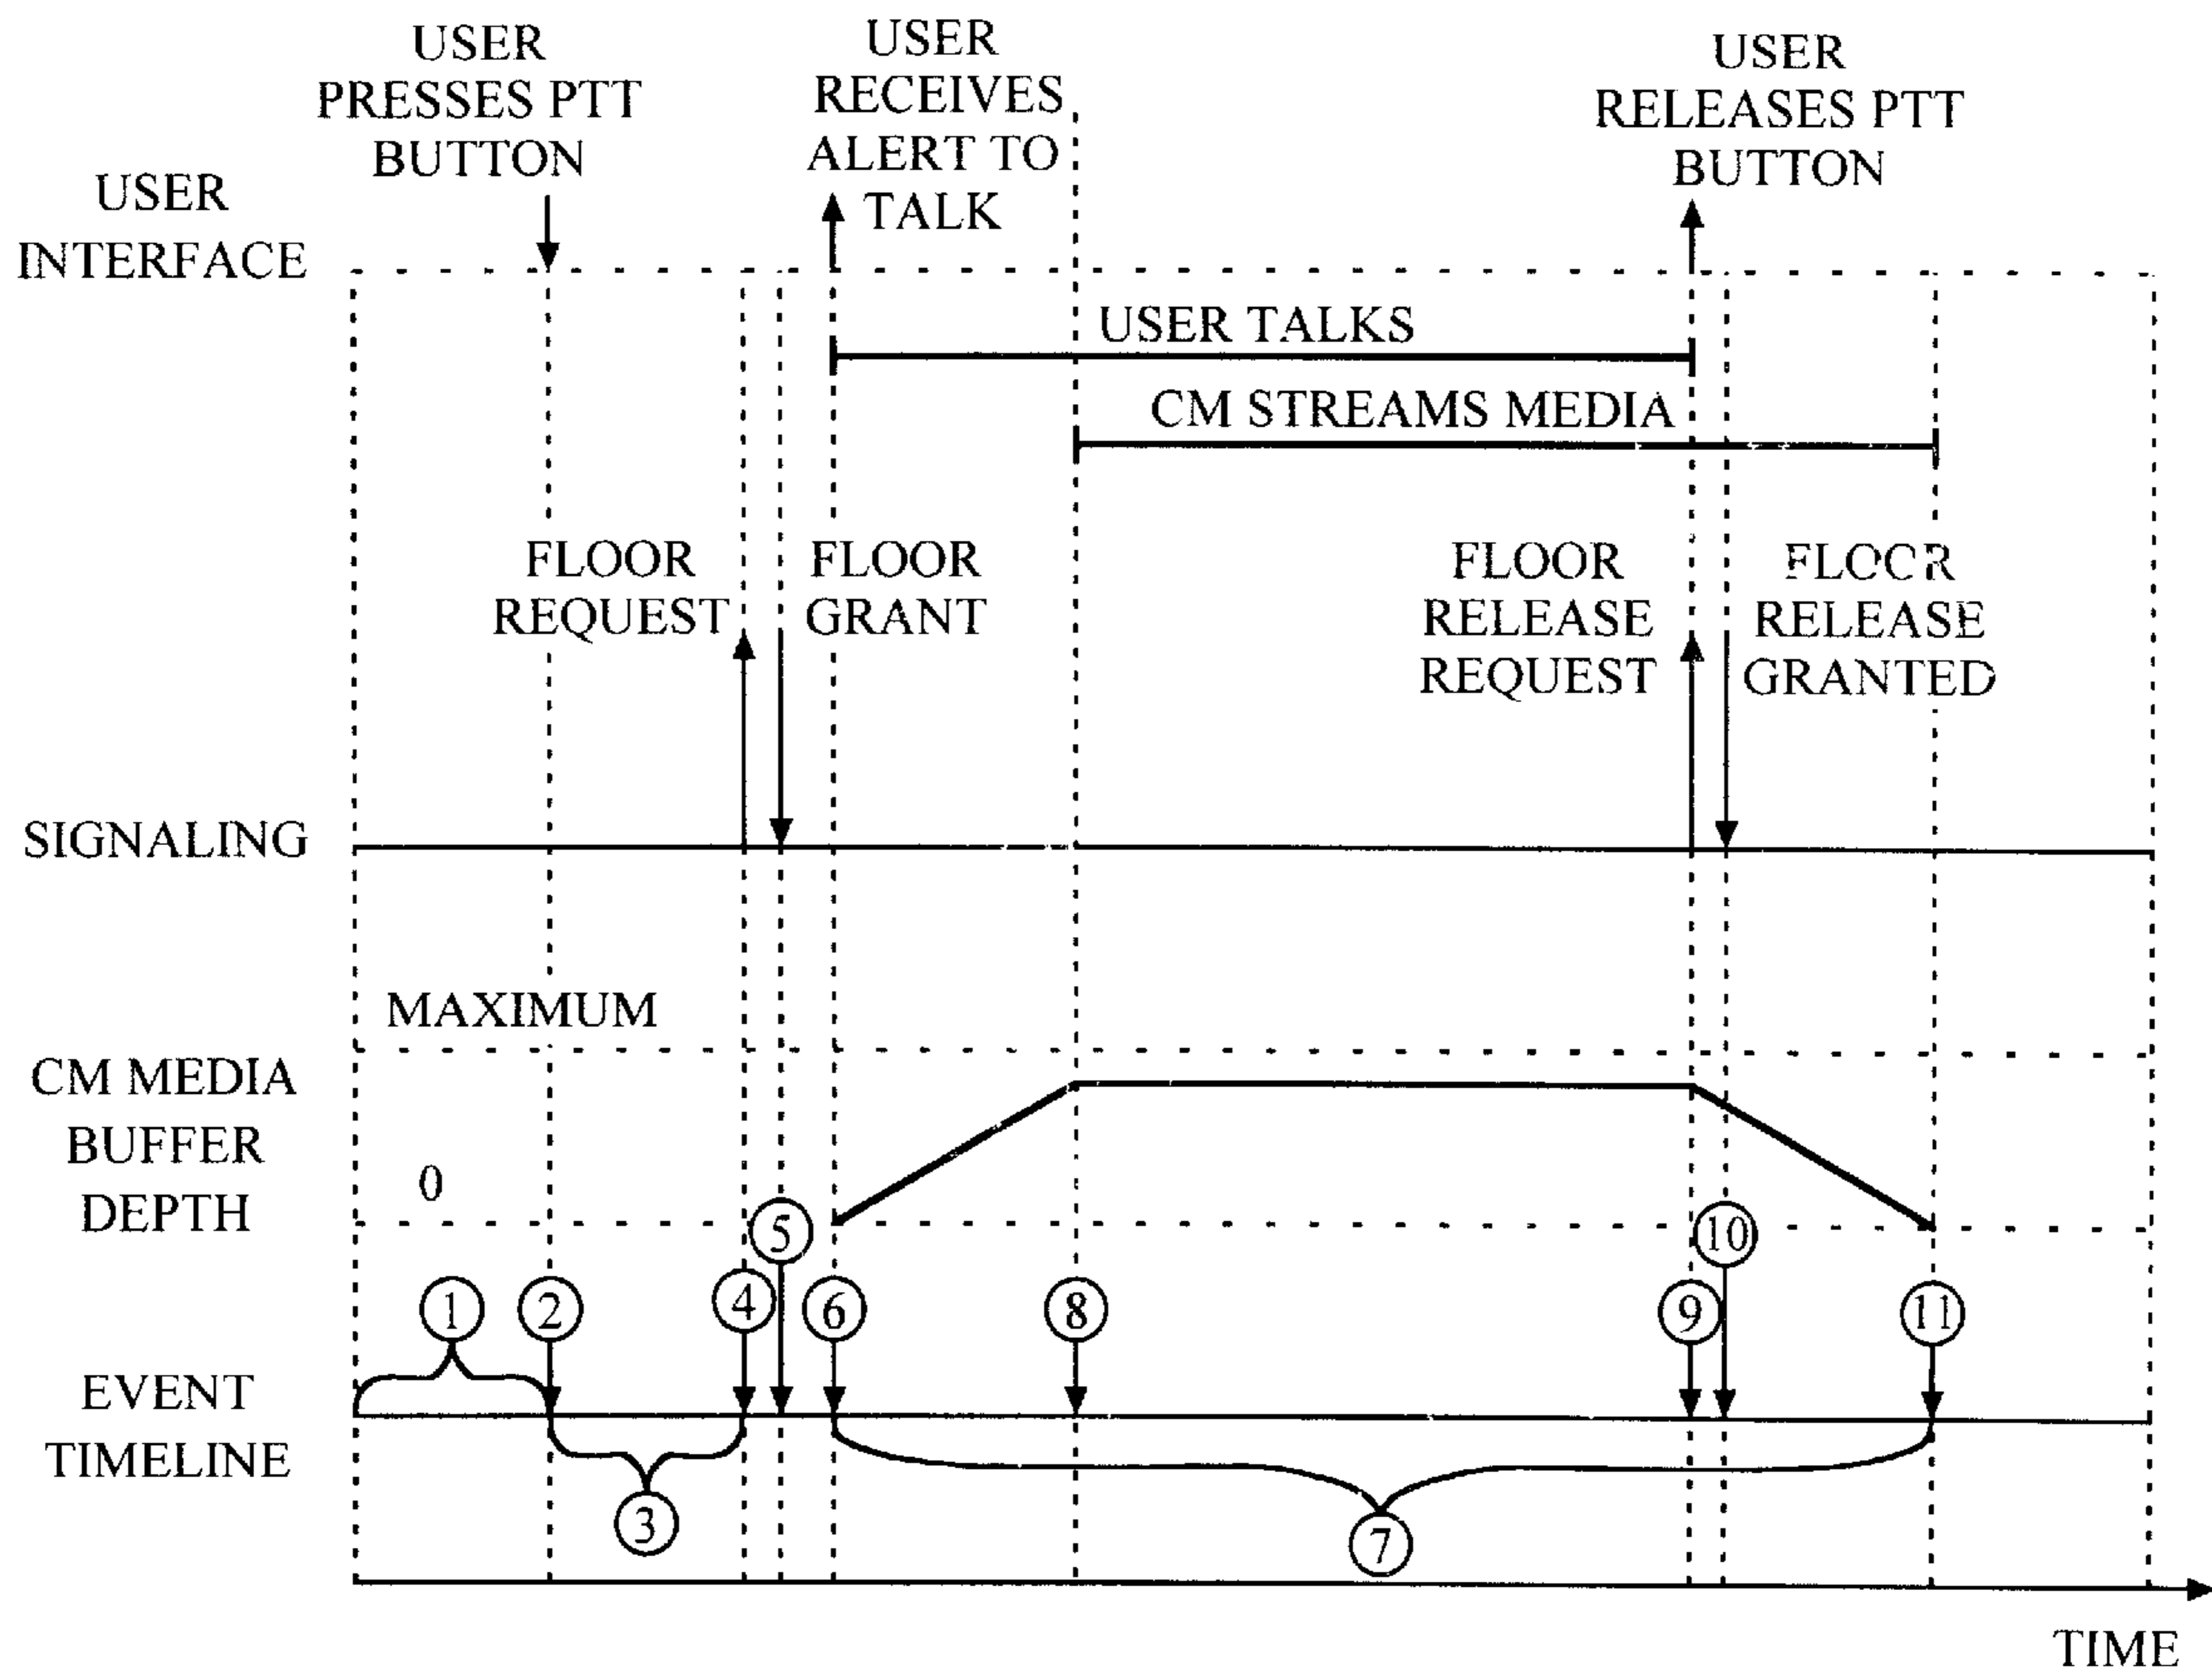 USER
PRESSES PTT
BUTTON
USER
RECEIVES
ALERT TO
TALK
USER
RELEASES PTT
BUTTON
USER
INTERFACE
USER TALKS
CM STREAMS MEDIA
FLOOR
REQUEST
FLOOR
GRANT
FLOOR
RELEASE
REQUEST
FLOOR
RELEASE
GRANTED
SIGNALING
MAXIMUM
CM MEDIA
BUFFER
DEPTH
0
5
10
1
2
4
6
8
9
11
EVENT
TIMELINE
3
7
TIME